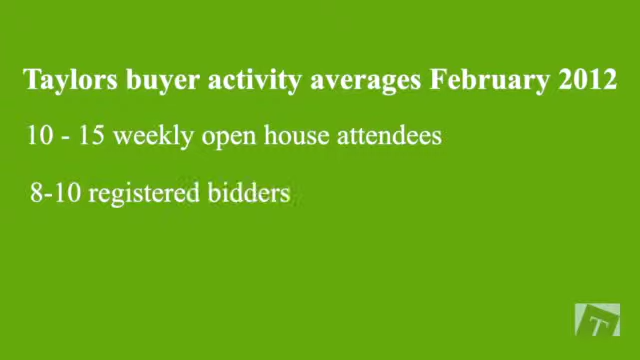 Taylors buyer activity averages February 2012
10 - 15 weekly open house attendees
8-10 registered bidders
T